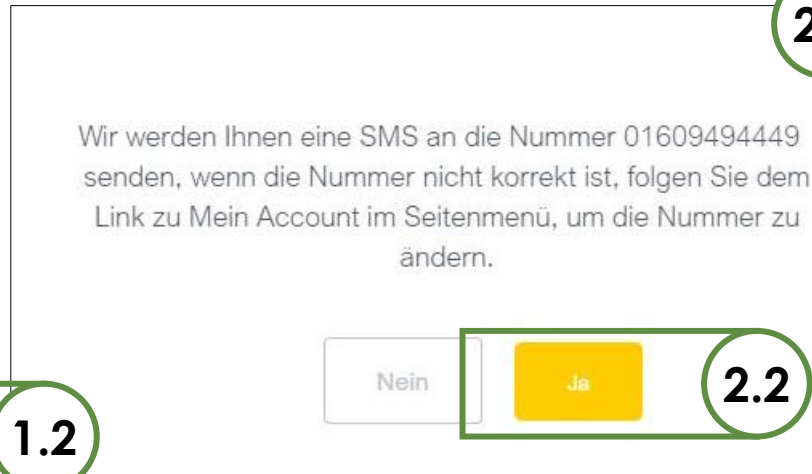 2
Wir werden Ihnen eine SMS an die Nummer 01609494449
senden, wenn die Nummer nicht korrekt ist, folgen Sie dem
Link zu Mein Account im Seitenmenü, um die Nummer zu
ändern.
Nein
Ja
2.2
1.2